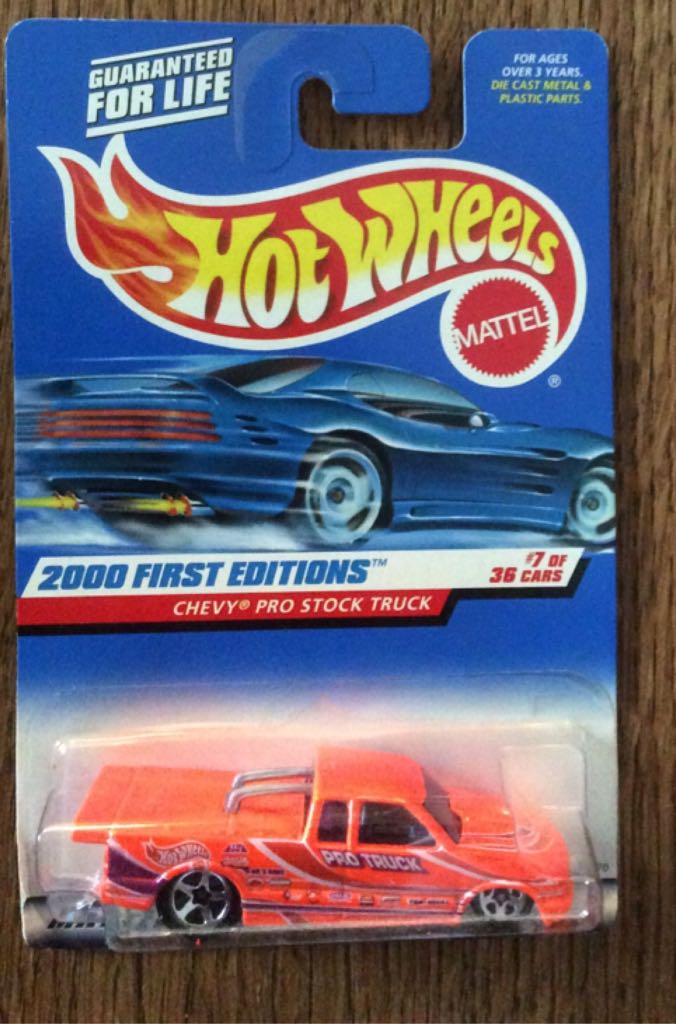 GUARANTEED
FOR LIFE
FOR AGES
OVER 3 YEARS.
DIE CAST METAL &
PLASTIC PARTS.
HOT WHEELS
MATTEL
®
2000 FIRST EDITIONS™
#7 OF
36 CARS
CHEVY® PRO STOCK TRUCK
HOT WHEELS
PRO TRUCK